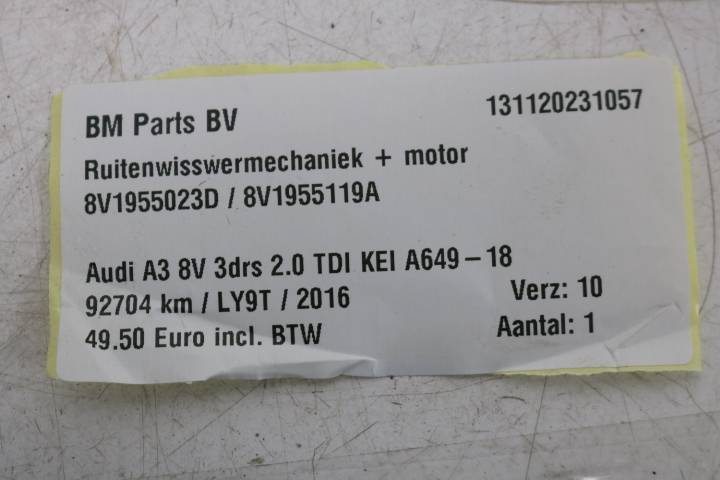 BM Parts BV 131120231057
Ruitenwisswermechaniek + motor
8V1955023D / 8V1955119A
Audi A3 8V 3drs 2.0 TDI KEI A649-18
92704 km / LY9T / 2016 Verz: 10
49.50 Euro incl. BTW Aantal: 1